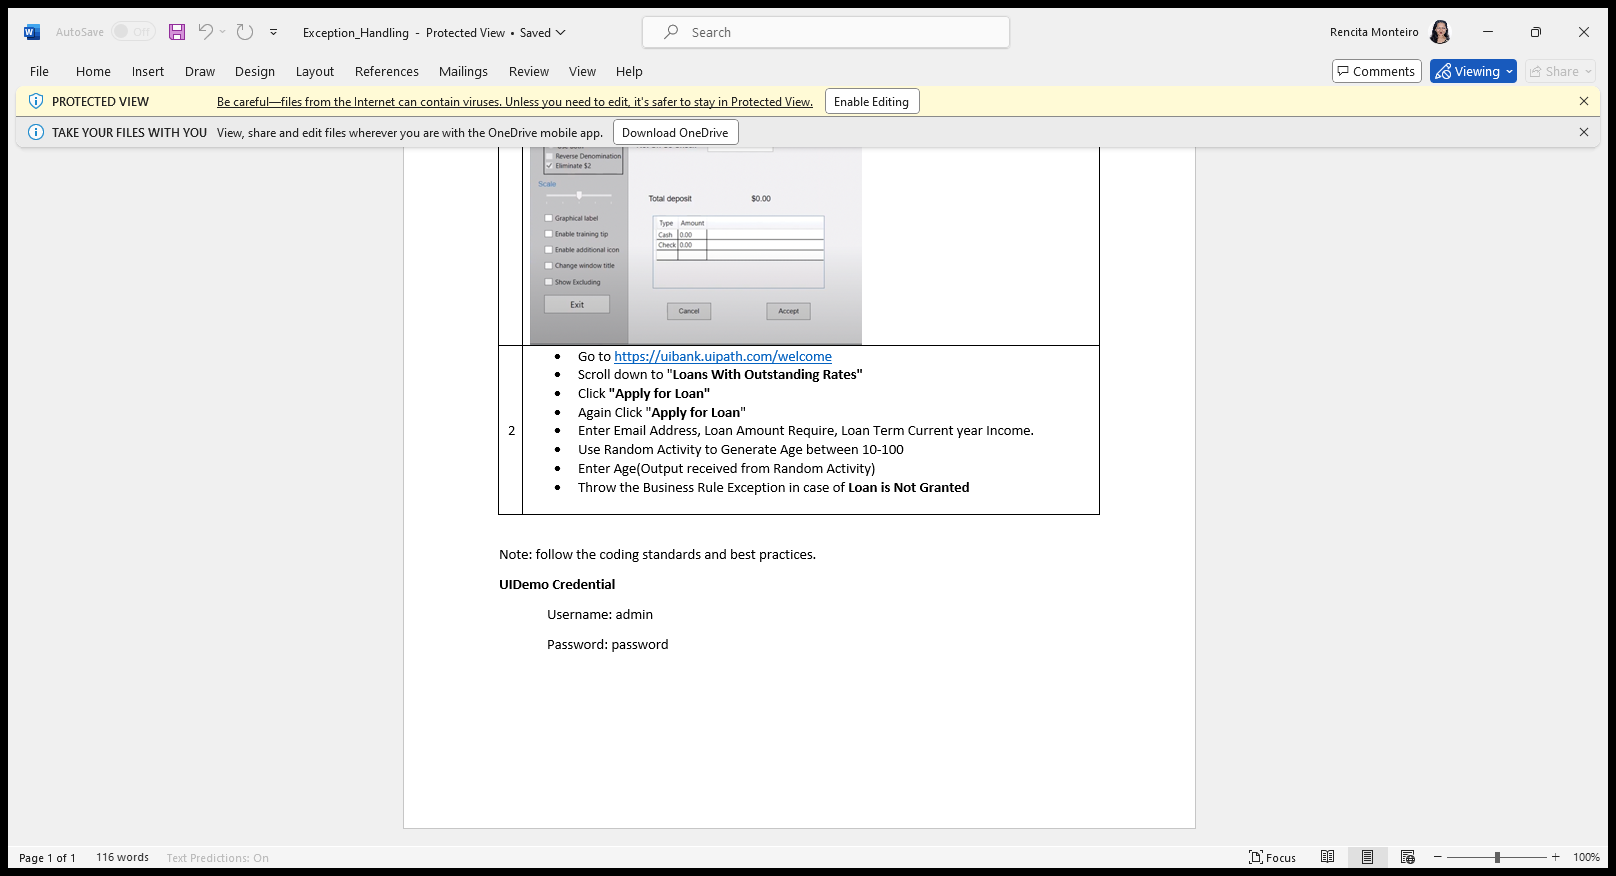 AutoSave Off Exception_Handling - Protected View • Saved Search Rencita Monteiro
File Home Insert Draw Design Layout References Mailings Review View Help Comments Viewing Share
PROTECTED VIEW Be careful—files from the Internet can contain viruses. Unless you need to edit, it's safer to stay in Protected View. Enable Editing
TAKE YOUR FILES WITH YOU View, share and edit files wherever you are with the OneDrive mobile app. Download OneDrive
Reverse Denomination
Eliminate $2
Scale
Total deposit $0.00
Graphical label
Type Amount
Enable training tip
Cash 0.00
Check 0.00
Enable additional icon
Change window title
Show Excluding
Exit
Cancel Accept
2
• Go to https://uibank.uipath.com/welcome
• Scroll down to "Loans With Outstanding Rates"
• Click "Apply for Loan"
• Again Click "Apply for Loan"
• Enter Email Address, Loan Amount Require, Loan Term Current year Income.
• Use Random Activity to Generate Age between 10-100
• Enter Age(Output received from Random Activity)
• Throw the Business Rule Exception in case of Loan is Not Granted
Note: follow the coding standards and best practices.
UIDemo Credential
Username: admin
Password: password
Page 1 of 1 116 words Text Predictions: On Focus 100%